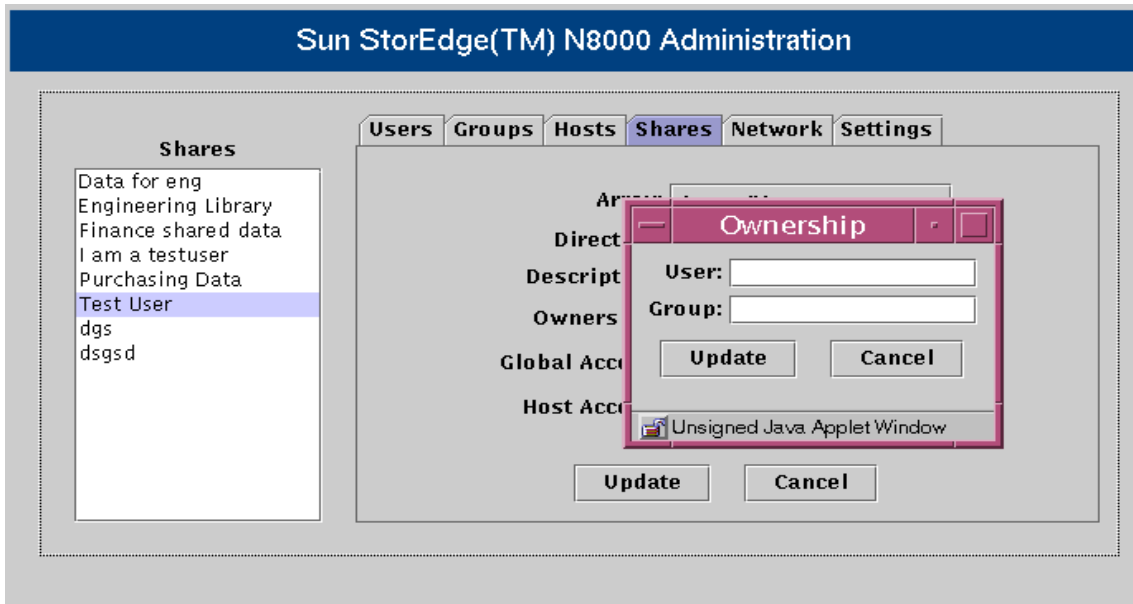 Sun StorEdge(TM) N8000 Administration
Users Groups Hosts Shares Network Settings
Shares
Data for eng
Engineering Library
Finance shared data
I am a testuser
Purchasing Data
Test User
dgs
dsgsd
Ownership
Direct
User:
Descript
Group:
Owners
Update Cancel
Global Acc
Host Acc
Unsigned Java Applet Window
Update Cancel